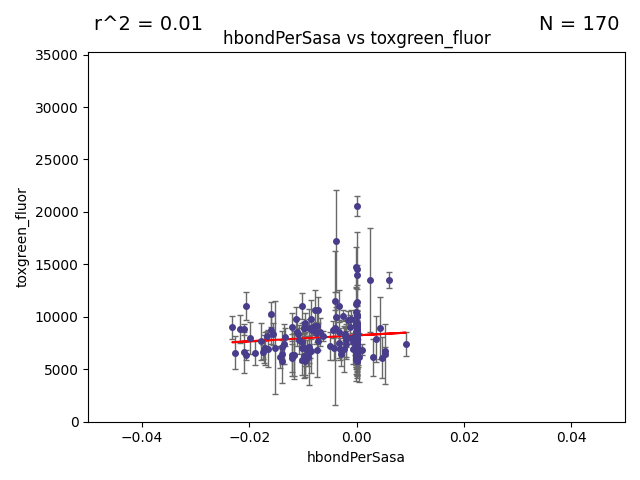 r^2 = 0.01
N = 170
hbondPerSasa vs toxgreen_fluor
35000
30000
25000
20000
15000
10000
5000
0
toxgreen_fluor
−0.04
−0.02
0.00
0.02
0.04
hbondPerSasa